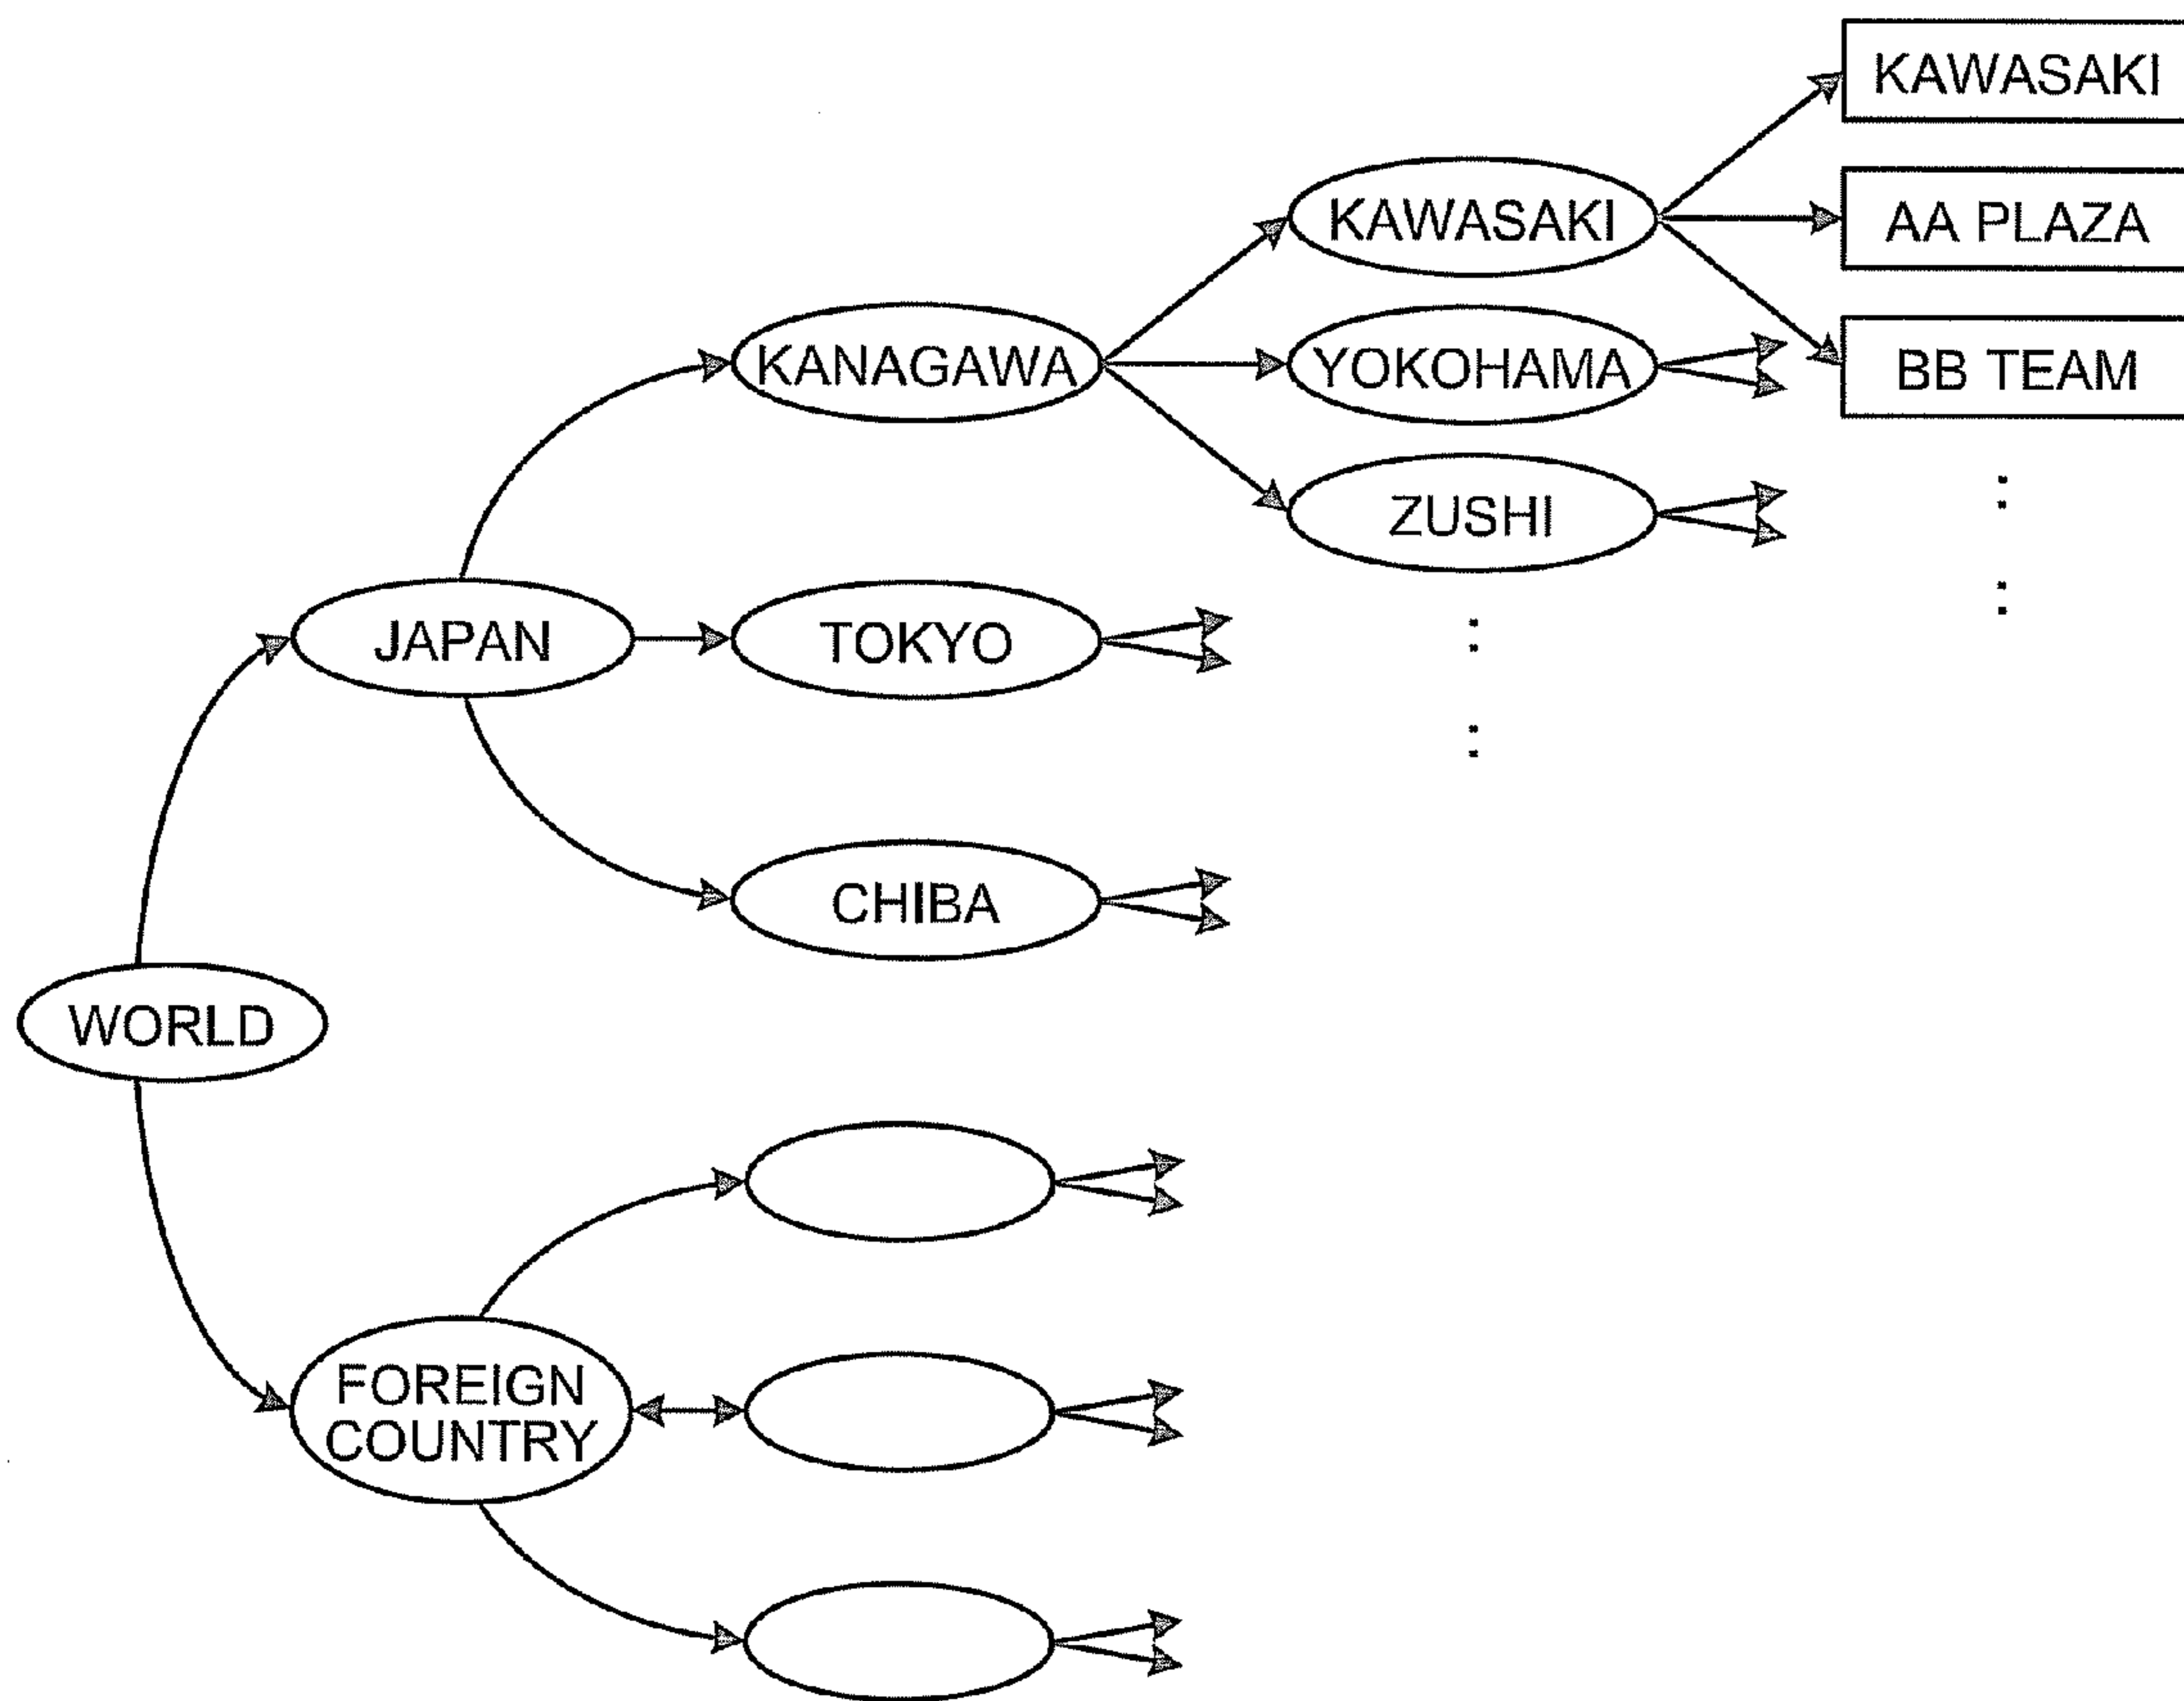 KAWASAKI
KAWASAKI
AA PLAZA
KANAGAWA
YOKOHAMA
BB TEAM
ZUSHI
JAPAN
TOKYO
CHIBA
WORLD
FOREIGN
COUNTRY